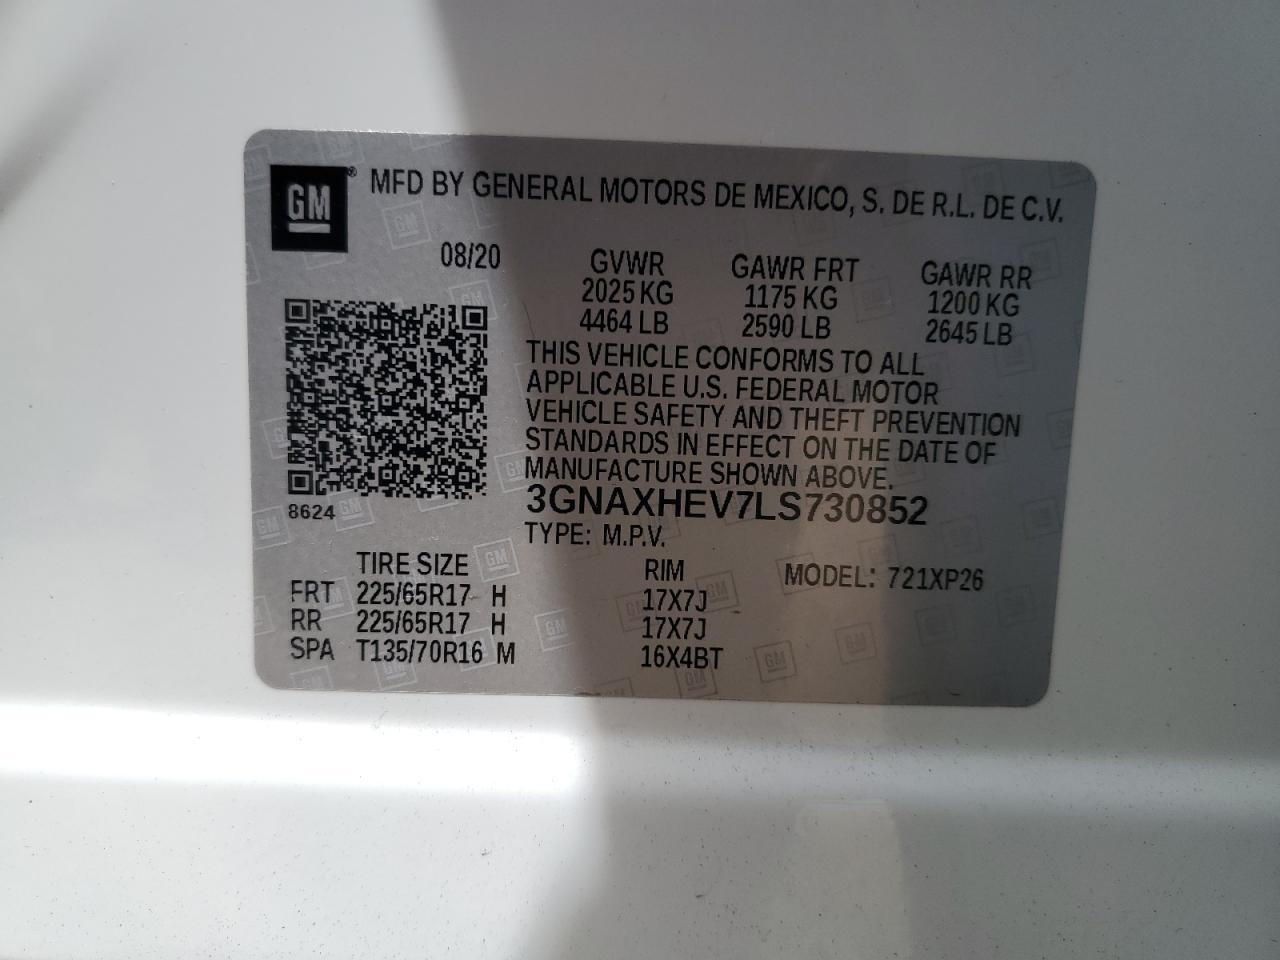 GM® MFD BY GENERAL MOTORS DE MEXICO, S. DE R.L. DE C.V.
08/20 GVWR GAWR FRT GAWR RR
2025 KG 1175 KG 1200 KG
4464 LB 2590 LB 2645 LB
THIS VEHICLE CONFORMS TO ALL
APPLICABLE U.S. FEDERAL MOTOR
VEHICLE SAFETY AND THEFT PREVENTION
STANDARDS IN EFFECT ON THE DATE OF
MANUFACTURE SHOWN ABOVE.
3GNAXHEV7LS730852
8624
TYPE: M.P.V.
TIRE SIZE RIM MODEL: 721XP26
FRT 225/65R17 H 17X7J
RR 225/65R17 H 17X7J
SPA T135/70R16 M 16X4BT